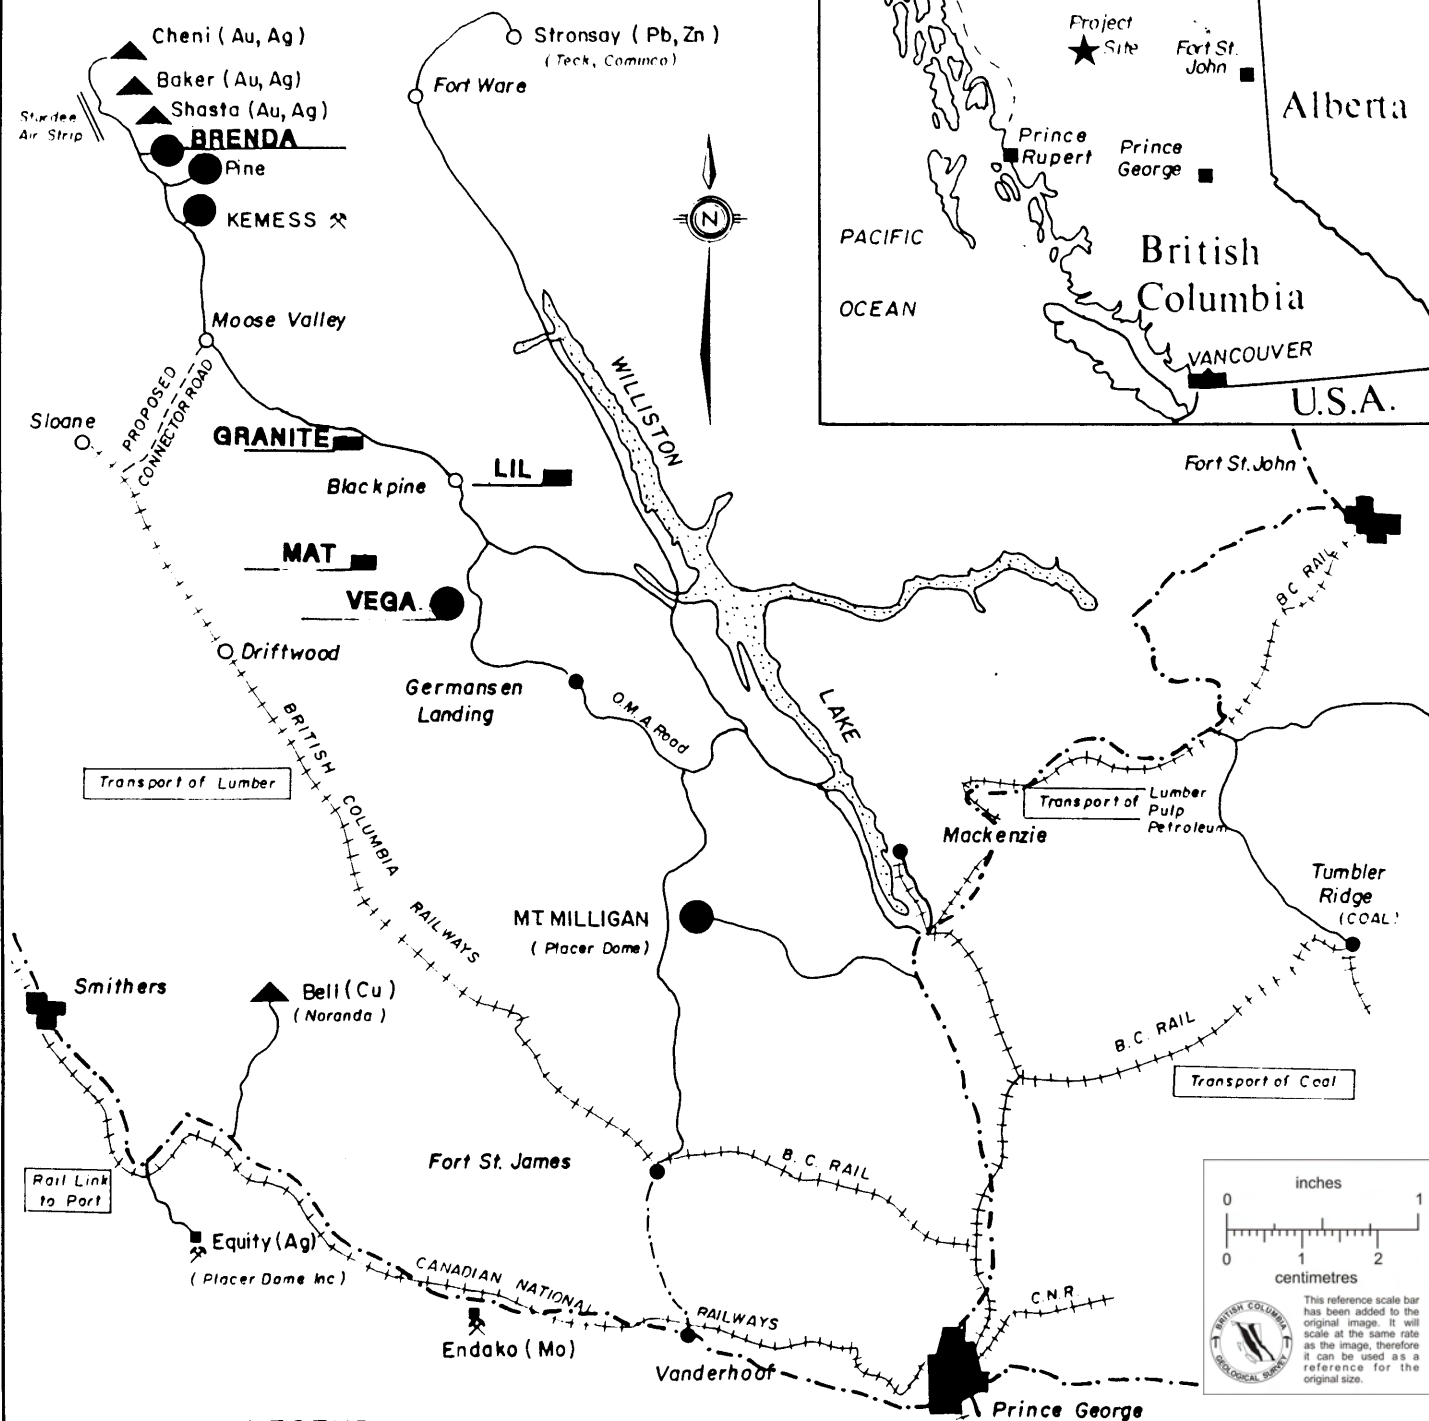 Cheni (Au, Ag)
Baker (Au, Ag)
Shasta (Au, Ag)
Sturdee
Air Strip
BRENDA
Pine
KEMESS
Stronsay (Pb, Zn)
(Teck, Cominco)
Fort Ware
N
Project
Site
Fort St.
John
Alberta
Prince
Rupert
Prince
George
PACIFIC
OCEAN
British
Columbia
VANCOUVER
U.S.A.
Moose Valley
PROPOSED
CONNECTOR ROAD
Sloane
GRANITE
Blackpine
LIL
WILLISTON
LAKE
Fort St. John
B.C. RAIL
MAT
VEGA
Driftwood
Germansen
Landing
O.M.A. Road
BRITISH
COLUMBIA
RAILWAYS
Transport of Lumber
Transport of
Lumber
Pulp
Petroleum
Mackenzie
Tumbler
Ridge
(COAL)
MT. MILLIGAN
(Placer Dome)
Smithers
Bell (Cu)
(Noranda)
B.C. RAIL
Transport of Coal
Fort St. James
B.C. RAIL
Rail Link
to Port
Equity (Ag)
(Placer Dome Inc)
CANADIAN NATIONAL
RAILWAYS
C.N.R.
Endako (Mo)
Vanderhoof
Prince George
inches
0 1
0 1 2
centimetres
BRITISH COLUMBIA
GEOLOGICAL SURVEY
This reference scale bar
has been added to the
original image. It will
scale at the same rate
as the image, therefore
it can be used as a
reference for the
original size.